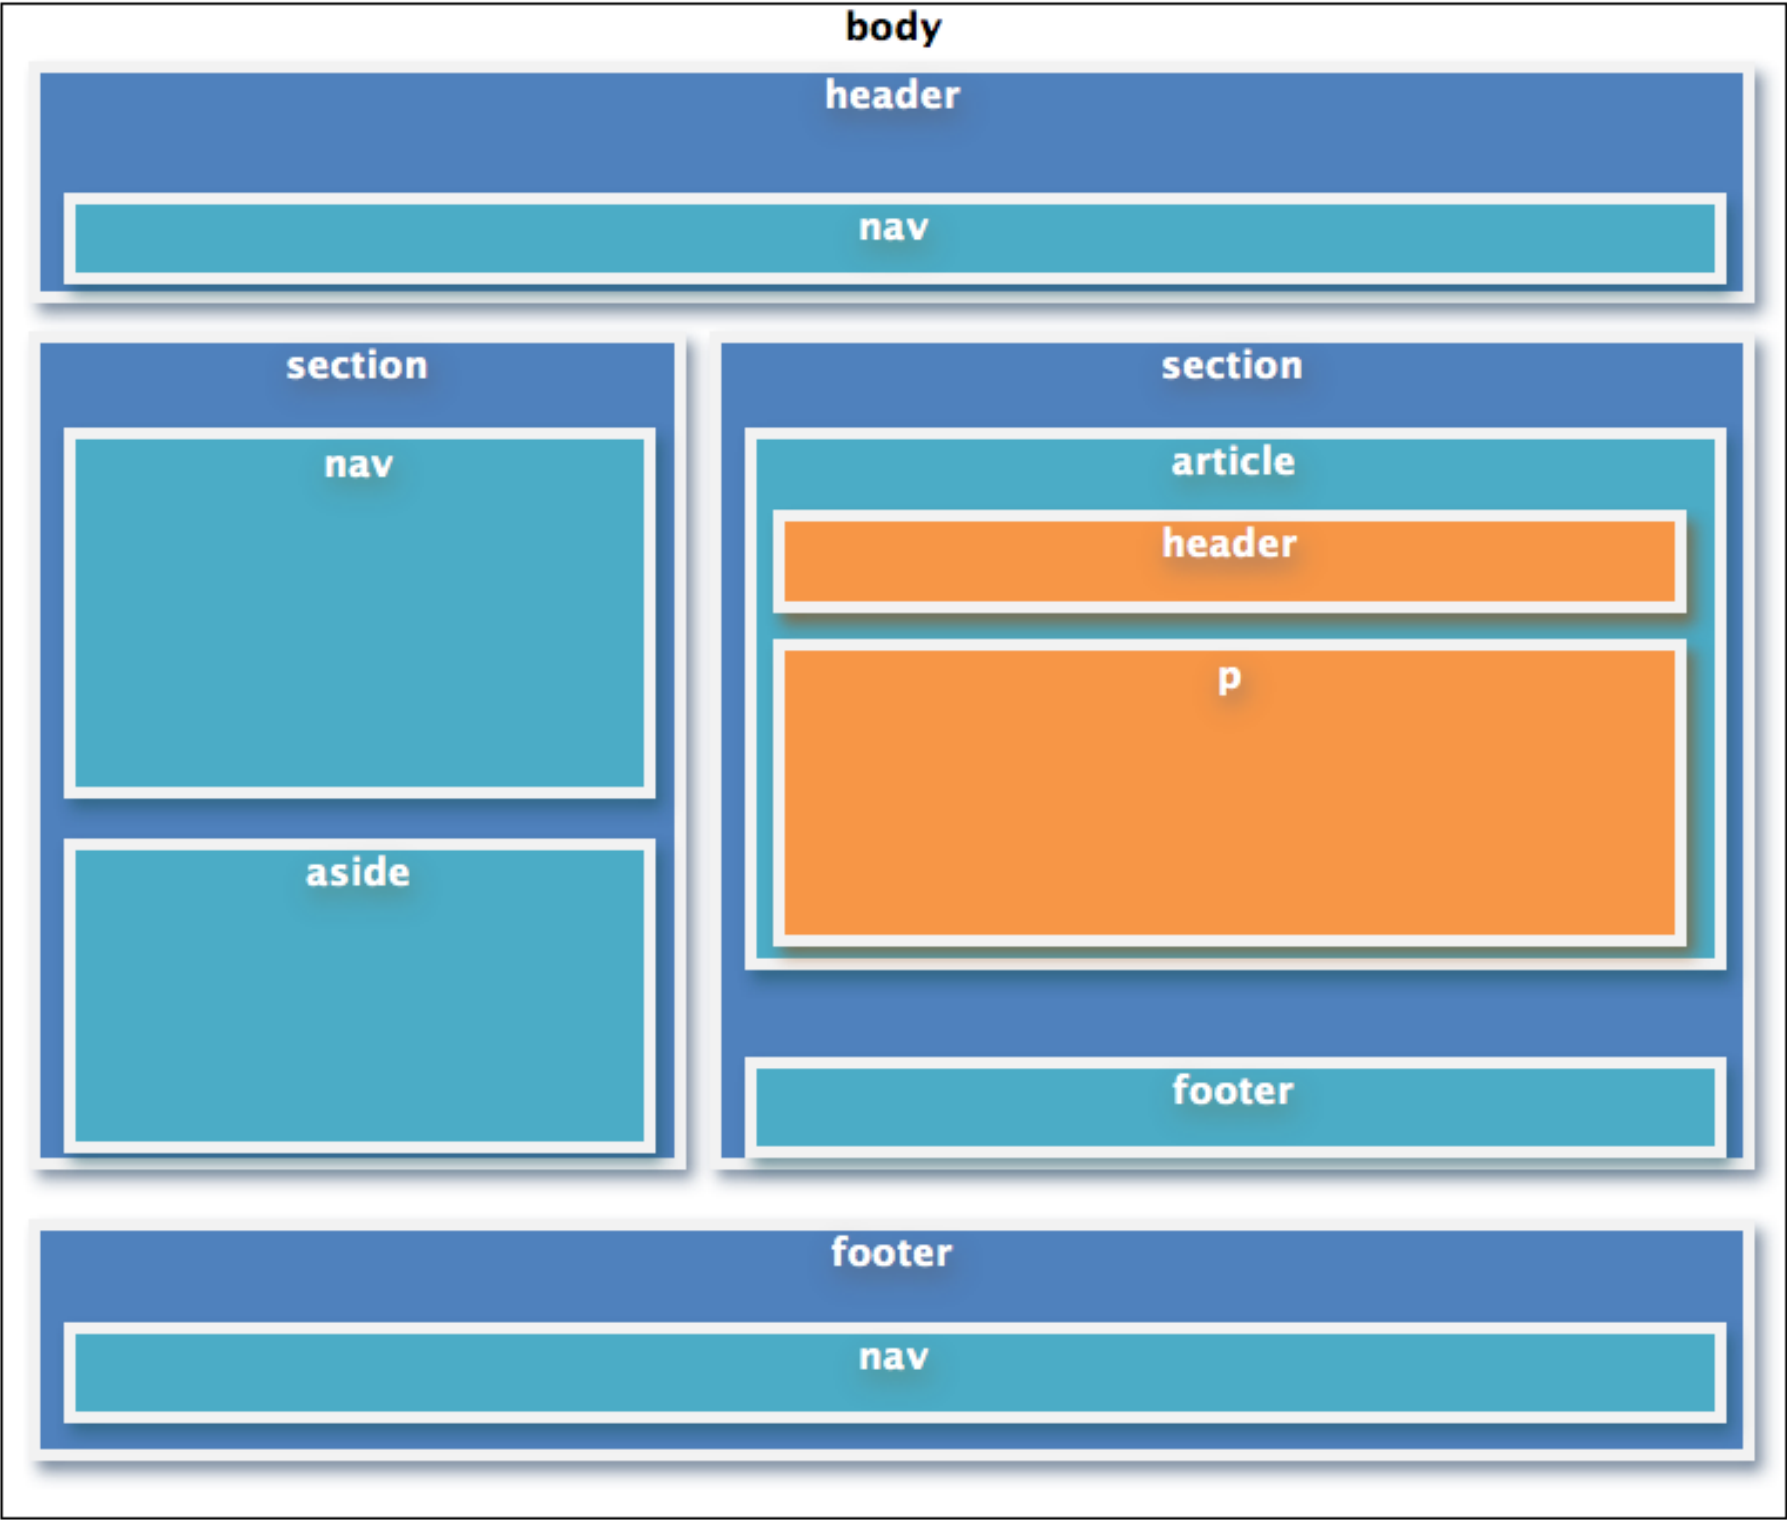 body
header
nav
section
nav
aside
section
article
header
p
footer
footer
nav